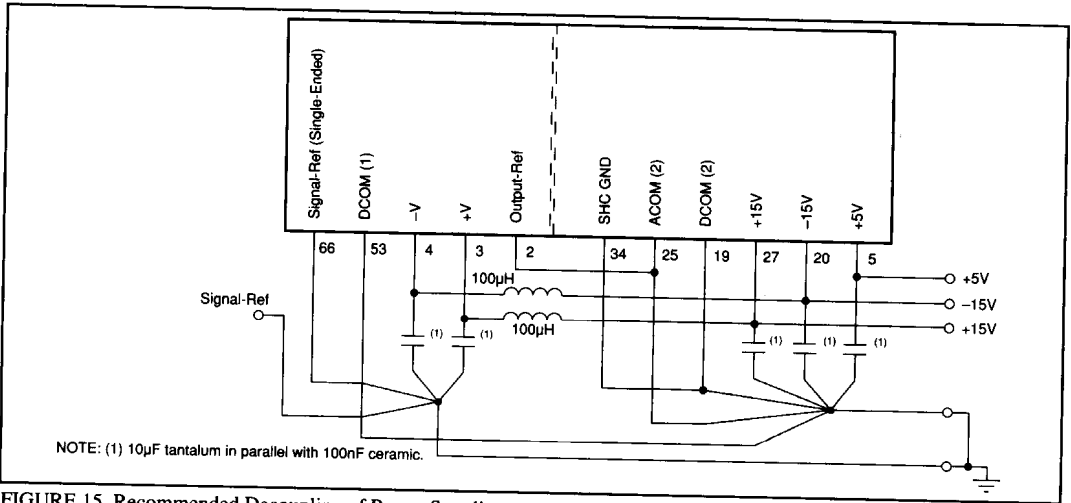 Signal-Ref (Single-Ended)
DCOM (1)
–V
+V
Output-Ref
SHC GND
ACOM (2)
DCOM (2)
+15V
–15V
+5V
66
53
4
3
2
34
25
19
27
20
5
100µH
100µH
Signal-Ref
(1)
(1)
(1)
(1)
(1)
+5V
–15V
+15V
NOTE: (1) 10µF tantalum in parallel with 100nF ceramic.
FIGURE 15. Recommended Decoupling of Power